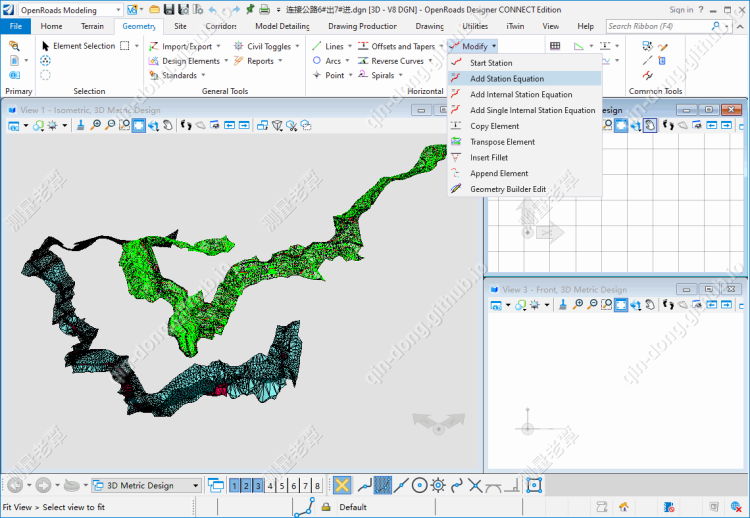 OpenRoads Modeling
连接公路6#出7#进.dgn [3D - V8 DGN] - OpenRoads Designer CONNECT Edition
Sign in
File Home Terrain Geometry Site Corridors Model Detailing Drawing Production Drawing Utilities iTwin View Help
Search Ribbon (F4)
Element Selection
Import/Export
Design Elements
Standards
Civil Toggles
Reports
Lines
Arcs
Point
Offsets and Tapers
Reverse Curves
Spirals
Modify
Primary Selection General Tools Horizontal Common Tools
Start Station
Add Station Equation
Add Internal Station Equation
Add Single Internal Station Equation
Copy Element
Transpose Element
Insert Fillet
Append Element
Geometry Builder Edit
View 1 - Isometric, 3D Metric Design
esign
View 3 - Front, 3D Metric Design
测量老覃
qin-dong.github.io
3D Metric Design
1 2 3 4 5 6 7 8
Fit View > Select view to fit
Default